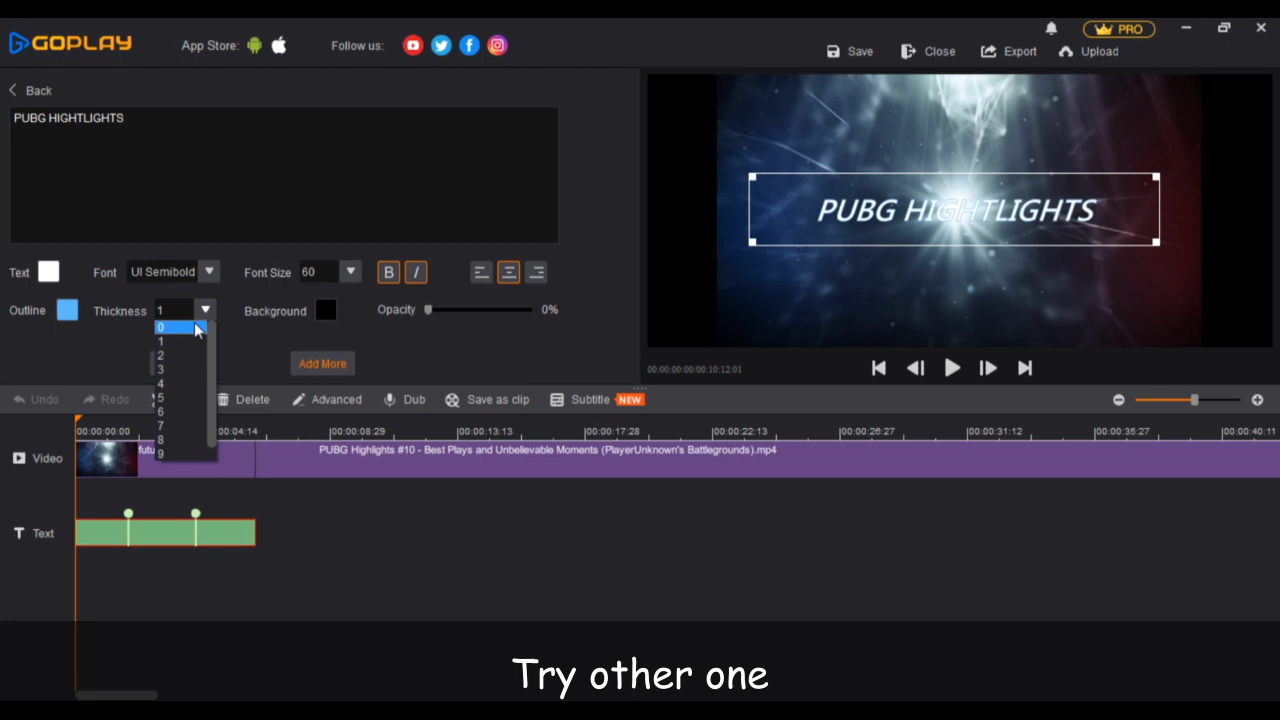 GOPLAY
App Store:
Follow us:
PRO
Save
Close
Export
Upload
Back
PUBG HIGHTLIGHTS
PUBG HIGHTLIGHTS
Text
Font
UI Semibold
Font Size
60
B
I
Outline
Thickness
1
Background
Opacity
0%
0
1
2
3
4
5
6
7
8
9
Add More
00:00:00:00/00:10:12:01
Undo
Redo
Delete
Advanced
Dub
Save as clip
Subtitle
NEW
00:00:00:00
00:04:14
00:00:08:29
00:00:13:13
00:00:17:28
00:00:22:13
00:00:26:27
00:00:31:12
00:00:35:27
00:00:40:11
Video
futu
PUBG Highlights #10 - Best Plays and Unbelievable Moments (PlayerUnknown's Battlegrounds).mp4
T Text
Try other one